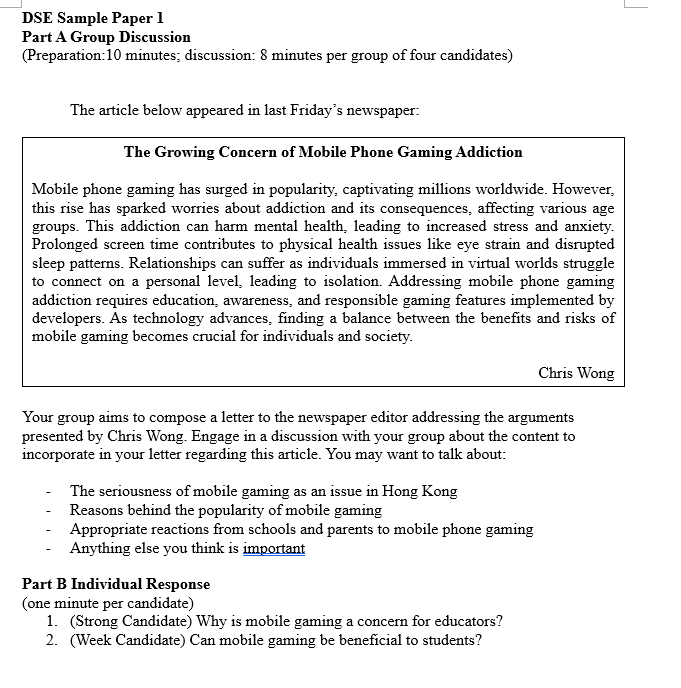 DSE Sample Paper 1
Part A Group Discussion
(Preparation:10 minutes; discussion: 8 minutes per group of four candidates)
The article below appeared in last Friday's newspaper:
The Growing Concern of Mobile Phone Gaming Addiction
Mobile phone gaming has surged in popularity, captivating millions worldwide. However,
this rise has sparked worries about addiction and its consequences, affecting various age
groups. This addiction can harm mental health, leading to increased stress and anxiety.
Prolonged screen time contributes to physical health issues like eye strain and disrupted
sleep patterns. Relationships can suffer as individuals immersed in virtual worlds struggle
to connect on a personal level, leading to isolation. Addressing mobile phone gaming
addiction requires education, awareness, and responsible gaming features implemented by
developers. As technology advances, finding a balance between the benefits and risks of
mobile gaming becomes crucial for individuals and society.
Chris Wong
Your group aims to compose a letter to the newspaper editor addressing the arguments
presented by Chris Wong. Engage in a discussion with your group about the content to
incorporate in your letter regarding this article. You may want to talk about:
- The seriousness of mobile gaming as an issue in Hong Kong
- Reasons behind the popularity of mobile gaming
- Appropriate reactions from schools and parents to mobile phone gaming
- Anything else you think is important
Part B Individual Response
(one minute per candidate)
1. (Strong Candidate) Why is mobile gaming a concern for educators?
2. (Week Candidate) Can mobile gaming be beneficial to students?